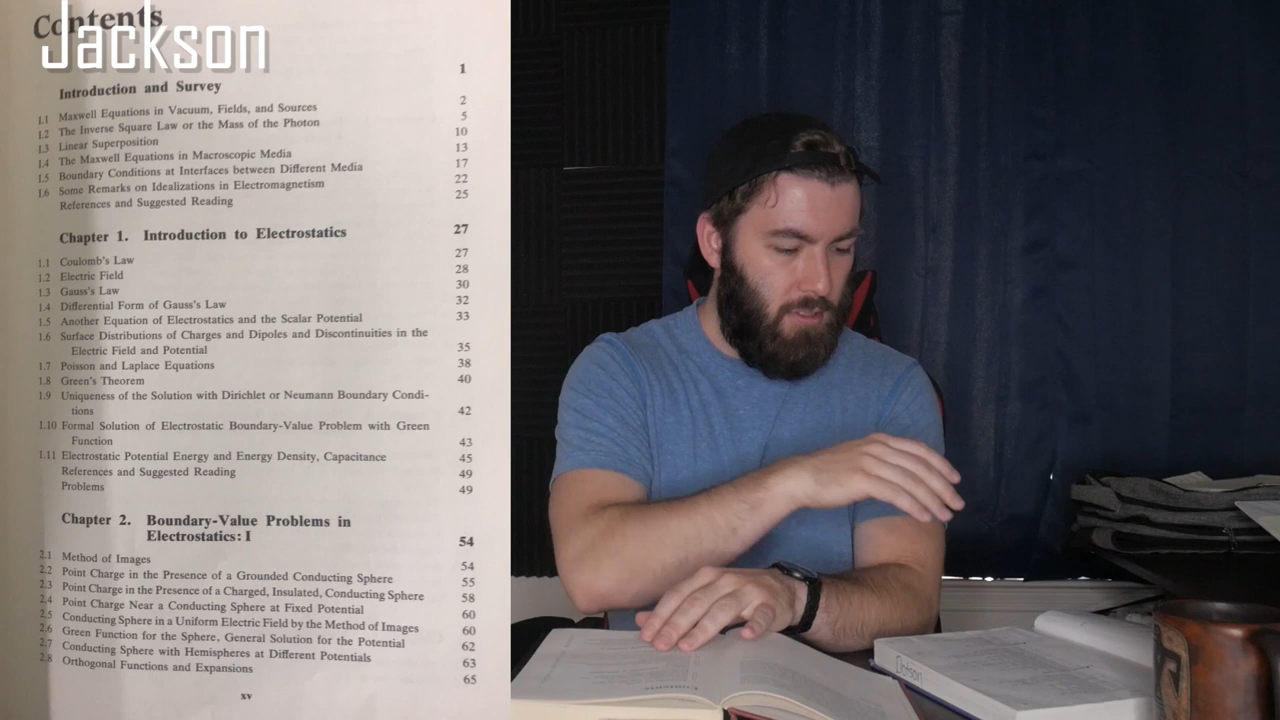 Contents
Jackson
1
Introduction and Survey
1.1 Maxwell Equations in Vacuum, Fields, and Sources 2
1.2 The Inverse Square Law or the Mass of the Photon 5
1.3 Linear Superposition 10
1.4 The Maxwell Equations in Macroscopic Media 13
1.5 Boundary Conditions at Interfaces between Different Media 17
1.6 Some Remarks on Idealizations in Electromagnetism 22
References and Suggested Reading 25
Chapter 1. Introduction to Electrostatics 27
1.1 Coulomb's Law 27
1.2 Electric Field 28
1.3 Gauss's Law 30
1.4 Differential Form of Gauss's Law 32
1.5 Another Equation of Electrostatics and the Scalar Potential 33
1.6 Surface Distributions of Charges and Dipoles and Discontinuities in the
Electric Field and Potential 35
1.7 Poisson and Laplace Equations 38
1.8 Green's Theorem 40
1.9 Uniqueness of the Solution with Dirichlet or Neumann Boundary Condi-
tions 42
1.10 Formal Solution of Electrostatic Boundary-Value Problem with Green
Function 43
1.11 Electrostatic Potential Energy and Energy Density, Capacitance 45
References and Suggested Reading 49
Problems 49
Chapter 2. Boundary-Value Problems in
Electrostatics: I 54
2.1 Method of Images 54
2.2 Point Charge in the Presence of a Grounded Conducting Sphere 55
2.3 Point Charge in the Presence of a Charged, Insulated, Conducting Sphere 58
2.4 Point Charge Near a Conducting Sphere at Fixed Potential 60
2.5 Conducting Sphere in a Uniform Electric Field by the Method of Images 60
2.6 Green Function for the Sphere, General Solution for the Potential 62
2.7 Conducting Sphere with Hemispheres at Different Potentials 63
2.8 Orthogonal Functions and Expansions 65
xv
Contents